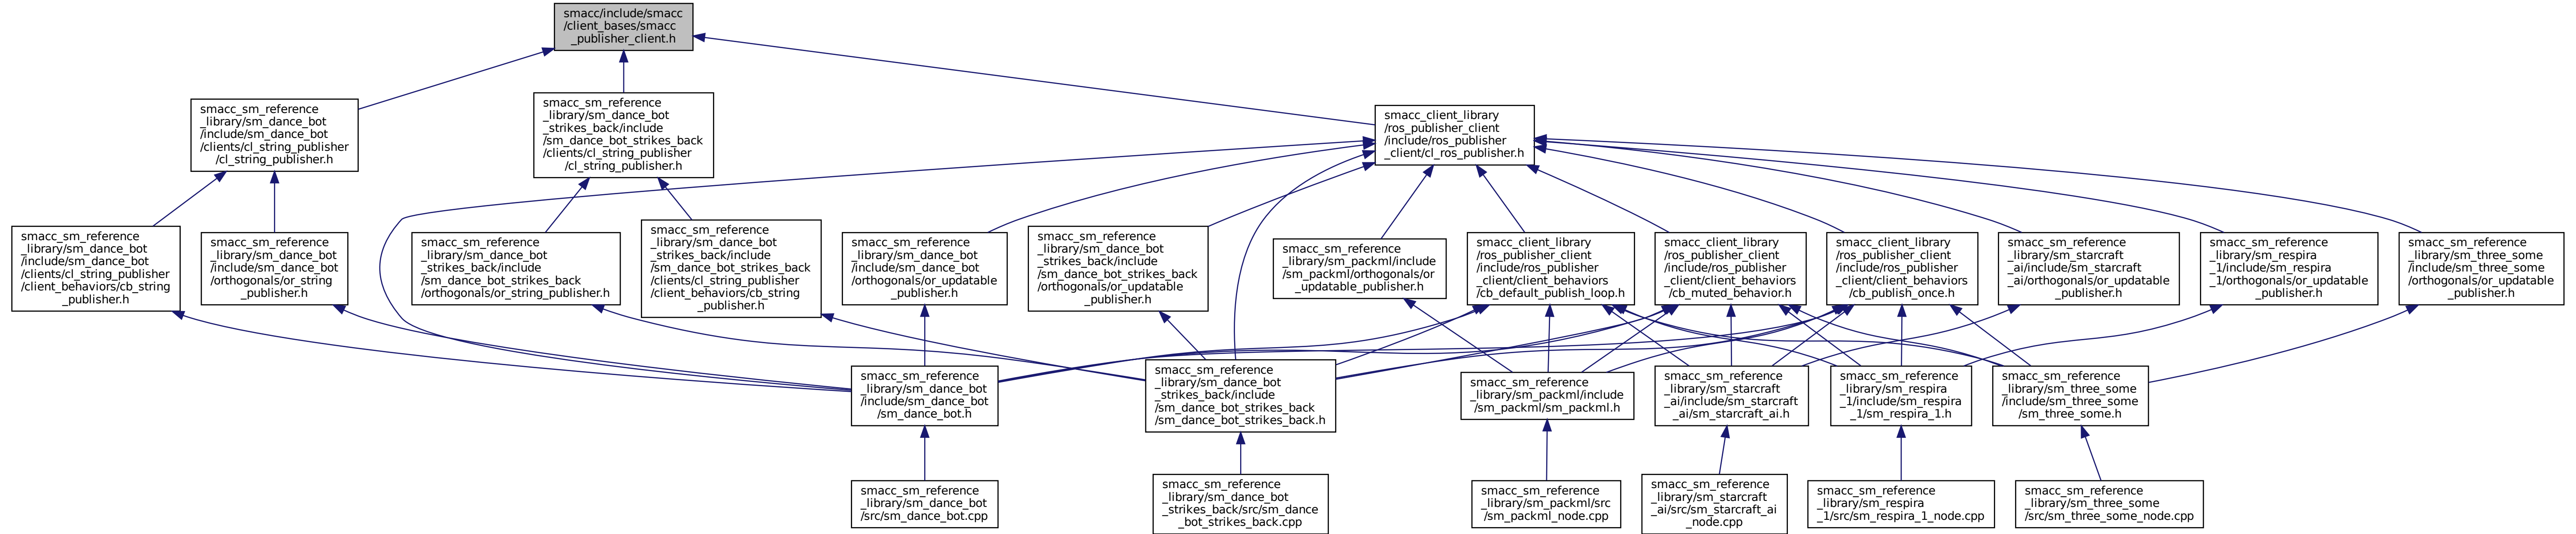 smacc/include/smacc
/client_bases/smacc
_publisher_client.h
smacc_sm_reference
_library/sm_dance_bot
/include/sm_dance_bot
/clients/cl_string_publisher
/cl_string_publisher.h
smacc_sm_reference
_library/sm_dance_bot
_strikes_back/include
/sm_dance_bot_strikes_back
/clients/cl_string_publisher
/cl_string_publisher.h
smacc_client_library
/ros_publisher_client
/include/ros_publisher
_client/cl_ros_publisher.h
smacc_sm_reference
_library/sm_dance_bot
/include/sm_dance_bot
/clients/cl_string_publisher
/client_behaviors/cb_string
_publisher.h
smacc_sm_reference
_library/sm_dance_bot
/include/sm_dance_bot
/orthogonals/or_string
_publisher.h
smacc_sm_reference
_library/sm_dance_bot
_strikes_back/include
/sm_dance_bot_strikes_back
/orthogonals/or_string_publisher.h
smacc_sm_reference
_library/sm_dance_bot
_strikes_back/include
/sm_dance_bot_strikes_back
/clients/cl_string_publisher
/client_behaviors/cb_string
_publisher.h
smacc_sm_reference
_library/sm_dance_bot
/include/sm_dance_bot
/orthogonals/or_updatable
_publisher.h
smacc_sm_reference
_library/sm_dance_bot
_strikes_back/include
/sm_dance_bot_strikes_back
/orthogonals/or_updatable
_publisher.h
smacc_sm_reference
_library/sm_packml/include
/sm_packml/orthogonals/or
_updatable_publisher.h
smacc_client_library
/ros_publisher_client
/include/ros_publisher
_client/client_behaviors
/cb_default_publish_loop.h
smacc_client_library
/ros_publisher_client
/include/ros_publisher
_client/client_behaviors
/cb_muted_behavior.h
smacc_client_library
/ros_publisher_client
/include/ros_publisher
_client/client_behaviors
/cb_publish_once.h
smacc_sm_reference
_library/sm_starcraft
_ai/include/sm_starcraft
_ai/orthogonals/or_updatable
_publisher.h
smacc_sm_reference
_library/sm_respira
_1/include/sm_respira
_1/orthogonals/or_updatable
_publisher.h
smacc_sm_reference
_library/sm_three_some
/include/sm_three_some
/orthogonals/or_updatable
_publisher.h
smacc_sm_reference
_library/sm_dance_bot
/include/sm_dance_bot
/sm_dance_bot.h
smacc_sm_reference
_library/sm_dance_bot
_strikes_back/include
/sm_dance_bot_strikes_back
/sm_dance_bot_strikes_back.h
smacc_sm_reference
_library/sm_packml/include
/sm_packml/sm_packml.h
smacc_sm_reference
_library/sm_starcraft
_ai/include/sm_starcraft
_ai/sm_starcraft_ai.h
smacc_sm_reference
_library/sm_respira
_1/include/sm_respira
_1/sm_respira_1.h
smacc_sm_reference
_library/sm_three_some
/include/sm_three_some
/sm_three_some.h
smacc_sm_reference
_library/sm_dance_bot
/src/sm_dance_bot.cpp
smacc_sm_reference
_library/sm_dance_bot
_strikes_back/src/sm_dance
_bot_strikes_back.cpp
smacc_sm_reference
_library/sm_packml/src
/sm_packml_node.cpp
smacc_sm_reference
_library/sm_starcraft
_ai/src/sm_starcraft_ai
_node.cpp
smacc_sm_reference
_library/sm_respira
_1/src/sm_respira_1_node.cpp
smacc_sm_reference
_library/sm_three_some
/src/sm_three_some_node.cpp